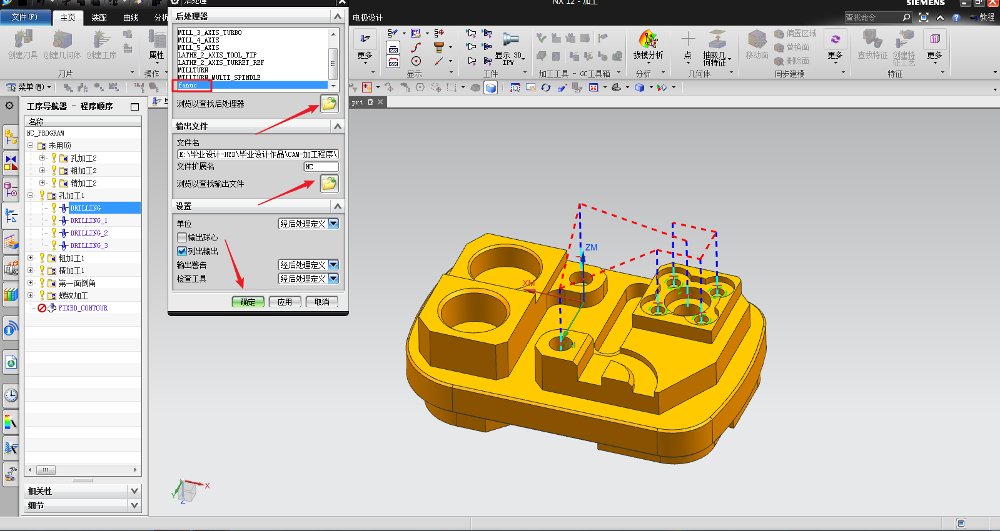 后处理
NX 12 - 加工
SIEMENS
文件(F)
主页
装配
曲线
分析
电极设计
查找命令
教程
创建刀具
创建几何体
创建工序
属性
刀片
操作
更多
显示
显示 3D
IPW
工件
加工工具 - GC工具箱
拔模分析
分析
点
抽取几
何特征
几何体
移动面
偏置区域
替换面
删除面
更多
同步建模
查找特征
创建特
征工艺
更多
特征
菜单(M)
.prt
工序导航器 - 程序顺序
名称
NC_PROGRAM
未用项
孔加工2
粗加工2
精加工2
孔加工1
DRILLING
DRILLING_1
DRILLING_2
DRILLING_3
粗加工1
精加工1
第一面倒角
螺纹加工
FIXED_CONTOUR
相关性
细节
后处理器
MILL_3_AXIS_TURBO
MILL_4_AXIS
MILL_5_AXIS
LATHE_2_AXIS_TOOL_TIP
LATHE_2_AXIS_TURRET_REF
MILLTURN
MILLTURN_MULTI_SPINDLE
fanuc
浏览以查找后处理器
输出文件
文件名
E:\毕业设计-HYD\毕业设计作品\CAM-加工程序\
文件扩展名
NC
浏览以查找输出文件
设置
单位
经后处理定义
输出球心
列出输出
输出警告
经后处理定义
检查工具
经后处理定义
确定
应用
取消
ZM
XM
YM
X
Y
Z